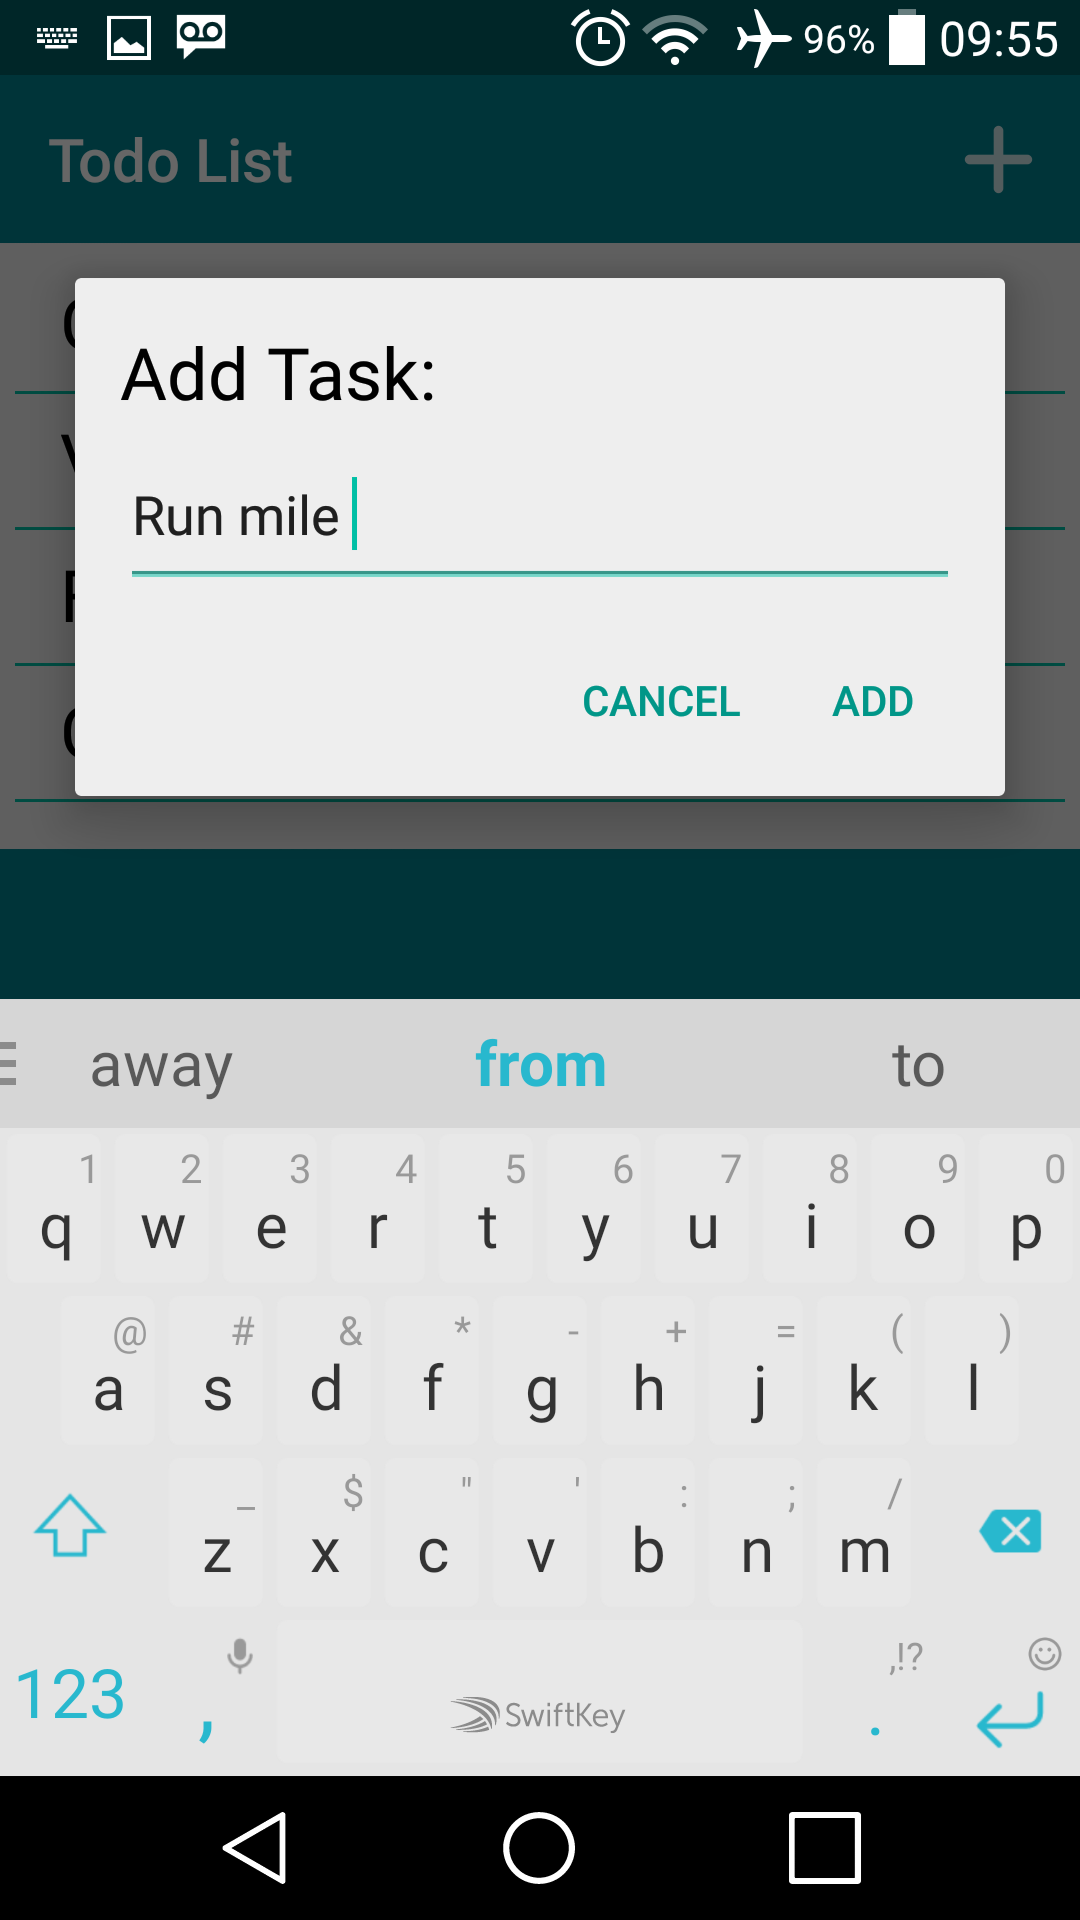 96% 09:55
Todo List
Add Task:
Run mile
CANCEL ADD
away from to
1 2 3 4 5 6 7 8 9 0
q w e r t y u i o p
@ # & * - + = ( )
a s d f g h j k l
_ $ " ' : ; /
z x c v b n m
,!?
123 , SwiftKey .